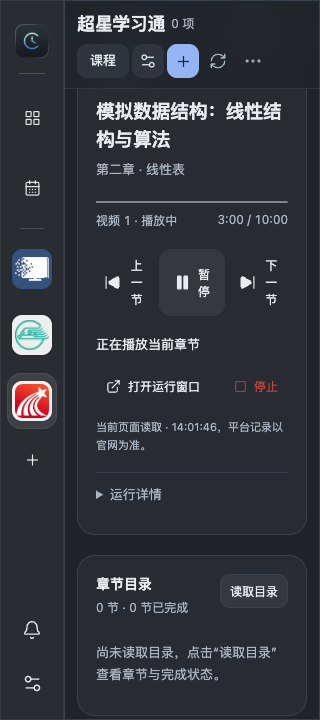 超星学习通 0 项
课程
模拟数据结构：线性结
构与算法
第二章 · 线性表
视频 1 · 播放中 3:00 / 10:00
上一节
暂停
下一节
正在播放当前章节
打开运行窗口 停止
当前页面读取 · 14:01:46，平台记录以
官网为准。
运行详情
章节目录
读取目录
0 节 · 0 节已完成
尚未读取目录，点击“读取目录”
查看章节与完成状态。